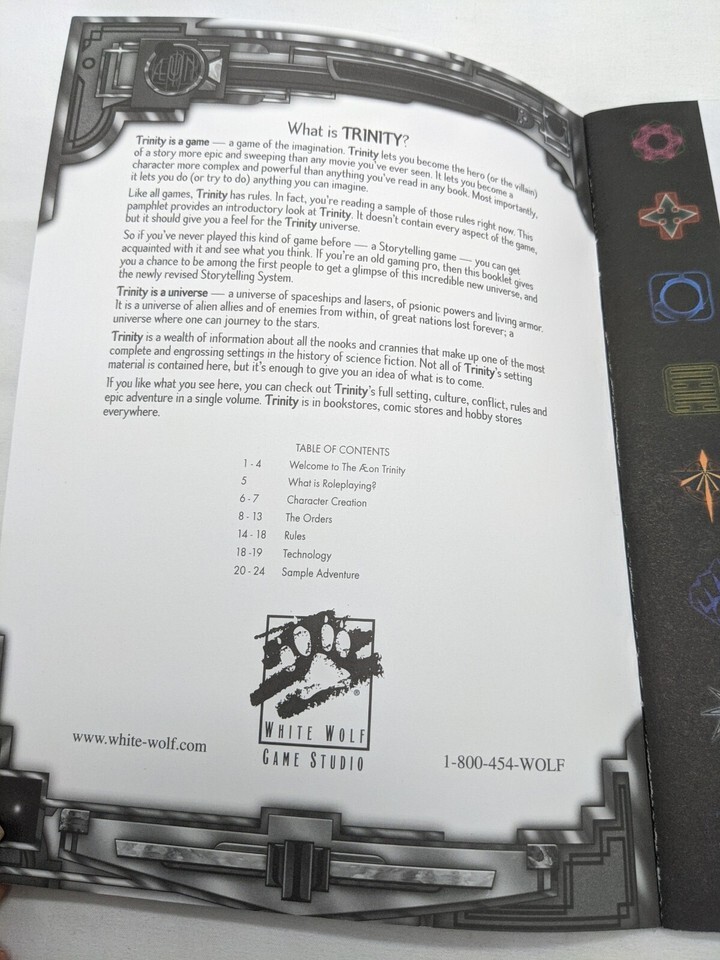 ÆON
What is TRINITY?
Trinity is a game — a game of the imagination. Trinity lets you become the hero (or the villain)
of a story more epic and sweeping than any movie you've ever seen. It lets you become a
character more complex and powerful than anything you've read in any book. Most importantly,
it lets you do (or try to do) anything you can imagine.
Like all games, Trinity has rules. In fact, you're reading a sample of those rules right now. This
pamphlet provides an introductory look at Trinity. It doesn't contain every aspect of the game,
but it should give you a feel for the Trinity universe.
So if you've never played this kind of game before — a Storytelling game — you can get
acquainted with it and see what you think. If you're an old gaming pro, then this booklet gives
you a chance to be among the first people to get a glimpse of this incredible new universe, and
the newly revised Storytelling System.
Trinity is a universe — a universe of spaceships and lasers, of psionic powers and living armor.
It is a universe of alien allies and of enemies from within, of great nations lost forever; a
universe where one can journey to the stars.
Trinity is a wealth of information about all the nooks and crannies that make up one of the most
complete and engrossing settings in the history of science fiction. Not all of Trinity's setting
material is contained here, but it's enough to give you an idea of what is to come.
If you like what you see here, you can check out Trinity's full setting, culture, conflict, rules and
epic adventure in a single volume. Trinity is in bookstores, comic stores and hobby stores
everywhere.
TABLE OF CONTENTS
1 - 4 Welcome to The Æon Trinity
5 What is Roleplaying?
6 - 7 Character Creation
8 - 13 The Orders
14 - 18 Rules
18 -19 Technology
20 - 24 Sample Adventure
®
WHITE WOLF
GAME STUDIO
www.white-wolf.com
1-800-454-WOLF